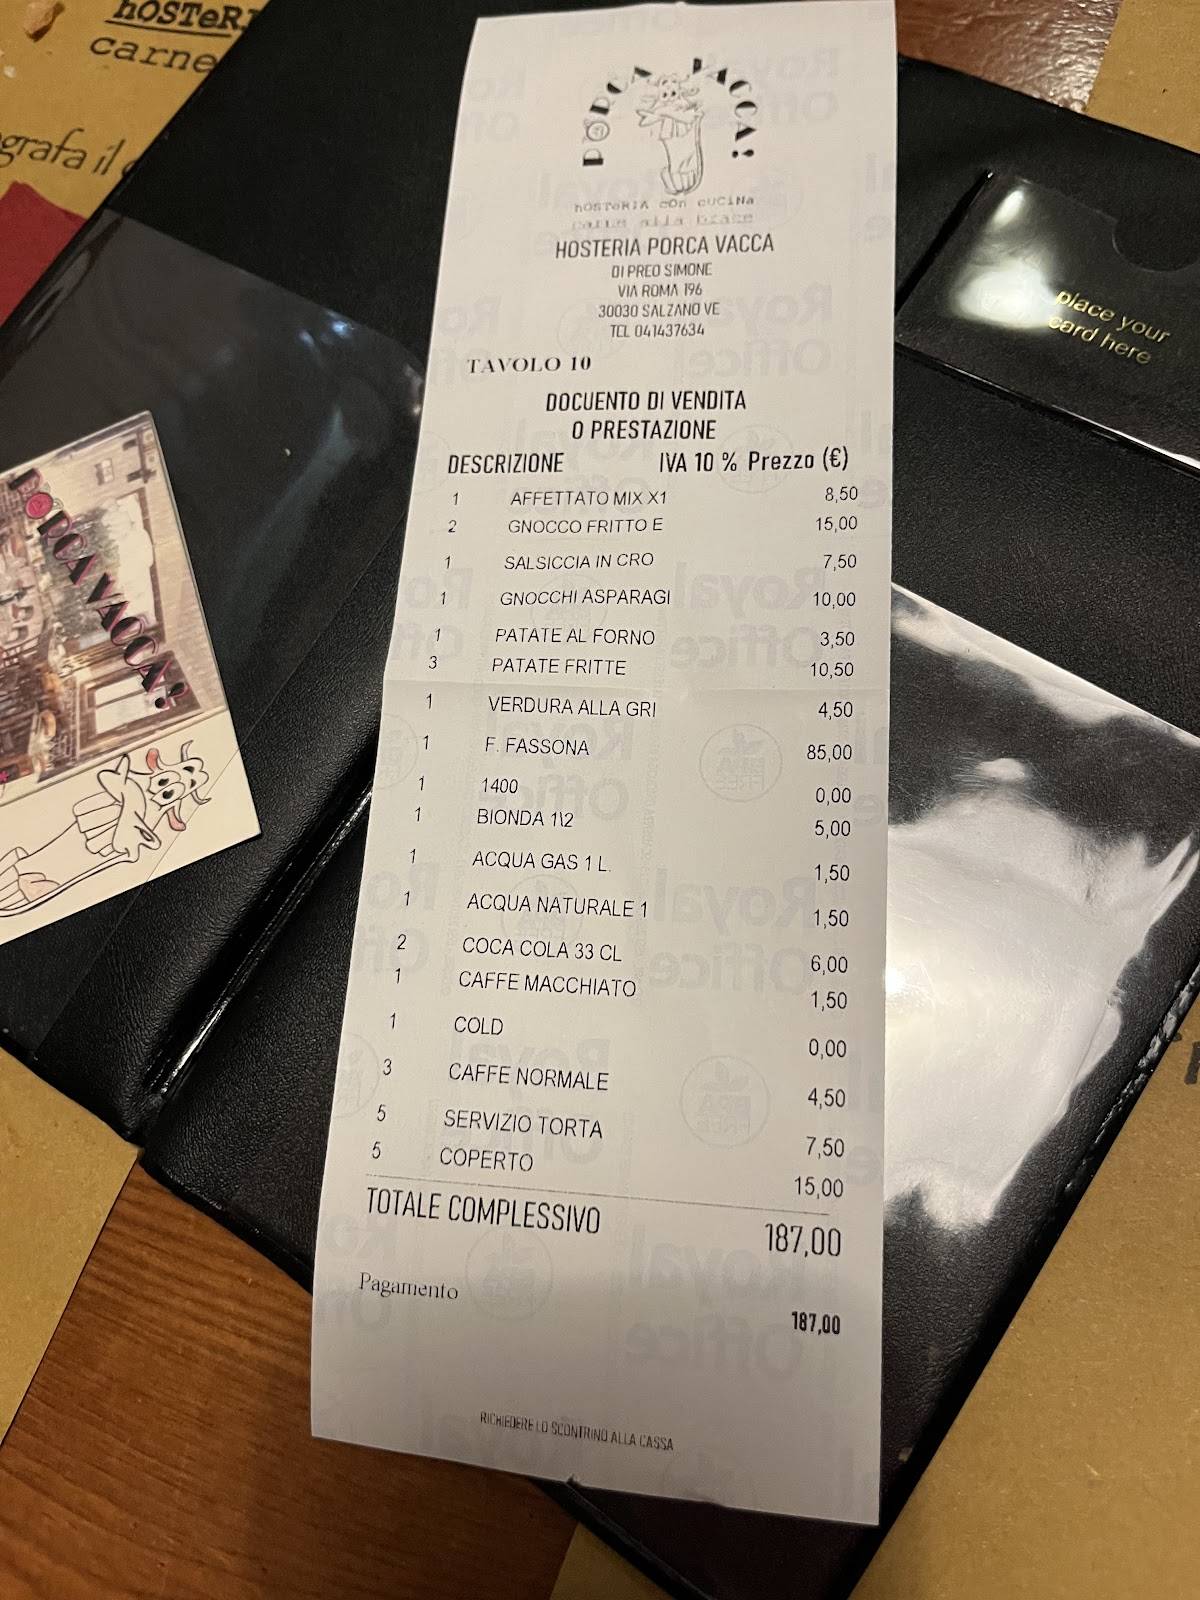 hOSTeRI
carne
grafa il
PORCA VACCA!
hOSTeRIA cOn cUCiNa
carne alla brace
HOSTERIA PORCA VACCA
DI PREO SIMONE
VIA ROMA 196
30030 SALZANO VE
TEL 041437634
TAVOLO 10
DOCUENTO DI VENDITA
O PRESTAZIONE
DESCRIZIONE IVA 10 % Prezzo (€)
1 AFFETTATO MIX X1 8,50
2 GNOCCO FRITTO E 15,00
1 SALSICCIA IN CRO 7,50
1 GNOCCHI ASPARAGI 10,00
1 PATATE AL FORNO 3,50
3 PATATE FRITTE 10,50
1 VERDURA ALLA GRI 4,50
1 F. FASSONA 85,00
1 1400 0,00
1 BIONDA 1\2 5,00
1 ACQUA GAS 1 L. 1,50
1 ACQUA NATURALE 1 1,50
2 COCA COLA 33 CL 6,00
1 CAFFE MACCHIATO 1,50
1 COLD 0,00
3 CAFFE NORMALE 4,50
5 SERVIZIO TORTA 7,50
5 COPERTO 15,00
TOTALE COMPLESSIVO 187,00
Pagamento 187,00
RICHIEDERE LO SCONTRINO ALLA CASSA
place your
card here
PORCA VACCA!
Royal
Office